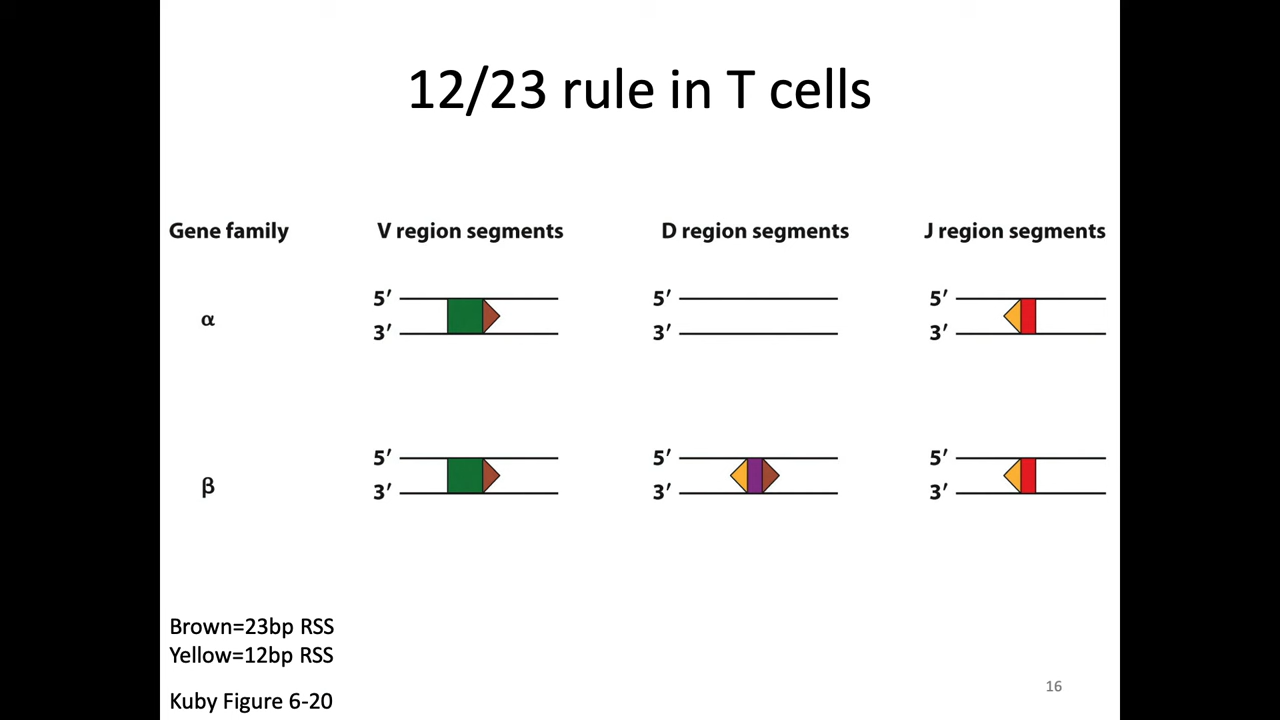 12/23 rule in T cells
Gene family V region segments D region segments J region segments
5′ 5′ 5′
α
3′ 3′ 3′
5′ 5′ 5′
β
3′ 3′ 3′
Brown=23bp RSS
Yellow=12bp RSS
Kuby Figure 6-20
16